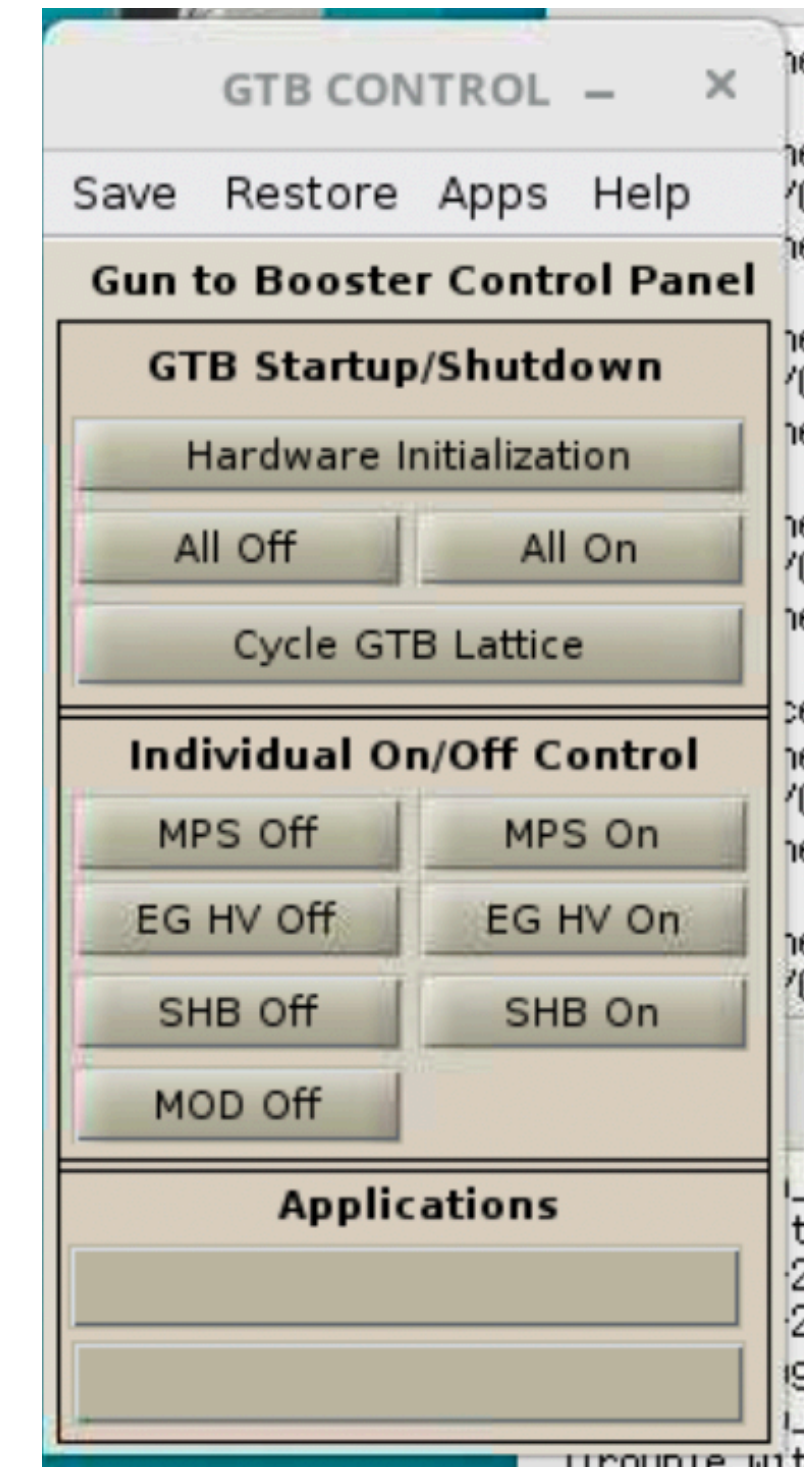 GTB CONTROL
Save Restore Apps Help
Gun to Booster Control Panel
GTB Startup/Shutdown
Hardware Initialization
All Off All On
Cycle GTB Lattice
Individual On/Off Control
MPS Off MPS On
EG HV Off EG HV On
SHB Off SHB On
MOD Off
Applications